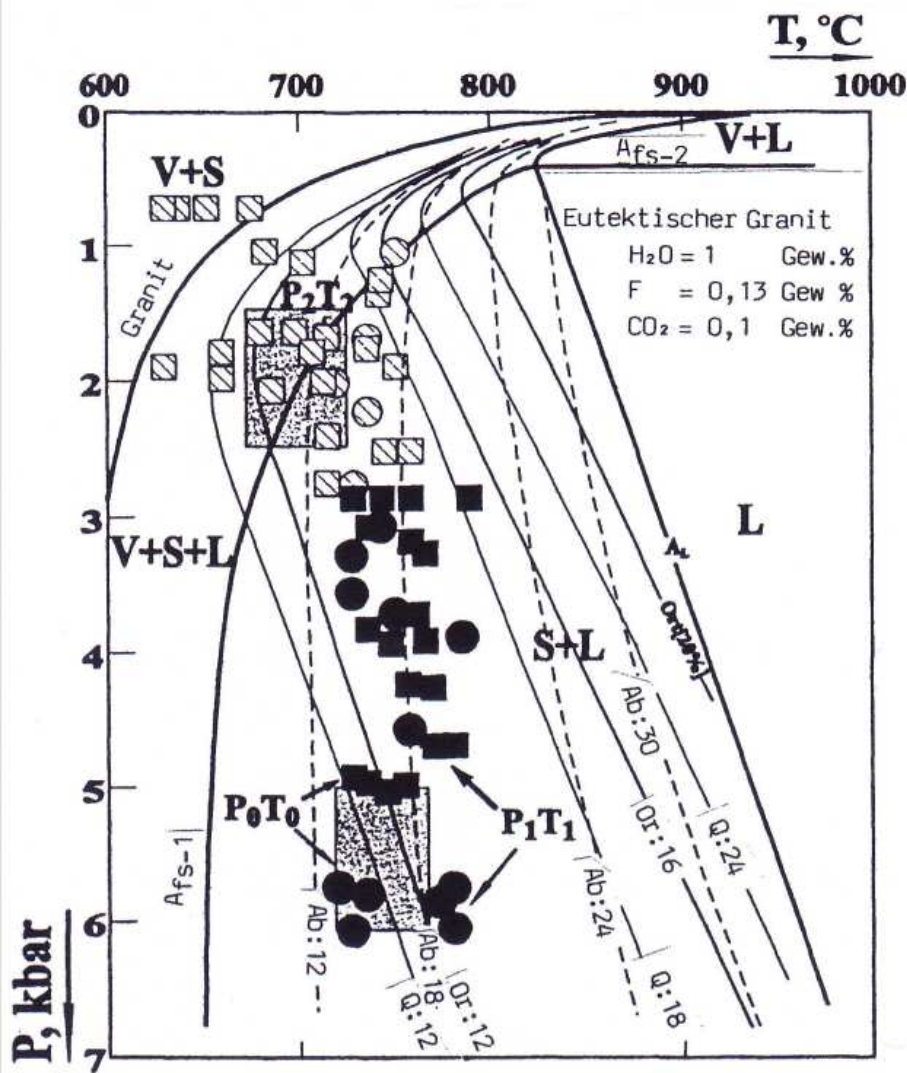 T, °C
600 700 800 900 1000
0
V+L
Afs-2
V+S
Eutektischer Granit
H₂O = 1 Gew.%
F = 0,13 Gew %
CO₂ = 0,1 Gew.%
1
Granit
P₂T₂
2
3
L
V+S+L
A_L
S+L
4
Ab:30
5
P₀T₀
P₁T₁
Or:16
Q:24
Afs-1
Ab:24
6
Ab:12
Ab:18
Or:12
Q:12
Q:18
P, kbar
7